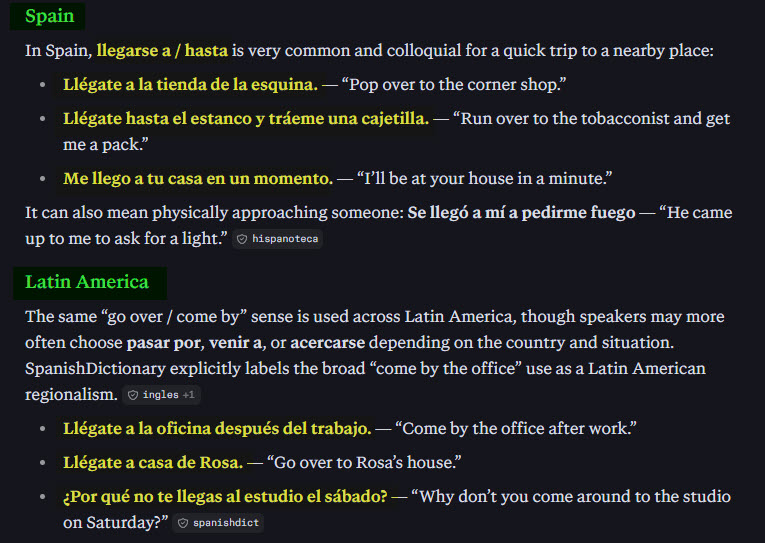 Spain
In Spain, llegarse a / hasta is very common and colloquial for a quick trip to a nearby place:
• Llégate a la tienda de la esquina. — “Pop over to the corner shop.”
• Llégate hasta el estanco y tráeme una cajetilla. — “Run over to the tobacconist and get
me a pack.”
• Me llego a tu casa en un momento. — “I’ll be at your house in a minute.”
It can also mean physically approaching someone: Se llegó a mí a pedirme fuego — “He came
up to me to ask for a light.” hispanoteca
Latin America
The same “go over / come by” sense is used across Latin America, though speakers may more
often choose pasar por, venir a, or acercarse depending on the country and situation.
SpanishDictionary explicitly labels the broad “come by the office” use as a Latin American
regionalism. ingles +1
• Llégate a la oficina después del trabajo. — “Come by the office after work.”
• Llégate a casa de Rosa. — “Go over to Rosa’s house.”
• ¿Por qué no te llegas al estudio el sábado? — “Why don’t you come around to the studio
on Saturday?” spanishdict